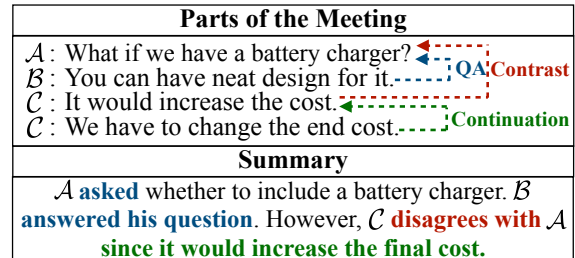 Parts of the Meeting
𝒜 : What if we have a battery charger?
ℬ : You can have neat design for it. QA Contrast
𝒞 : It would increase the cost.
𝒞 : We have to change the end cost. Continuation
Summary
𝒜 asked whether to include a battery charger. ℬ
answered his question. However, 𝒞 disagrees with 𝒜
since it would increase the final cost.